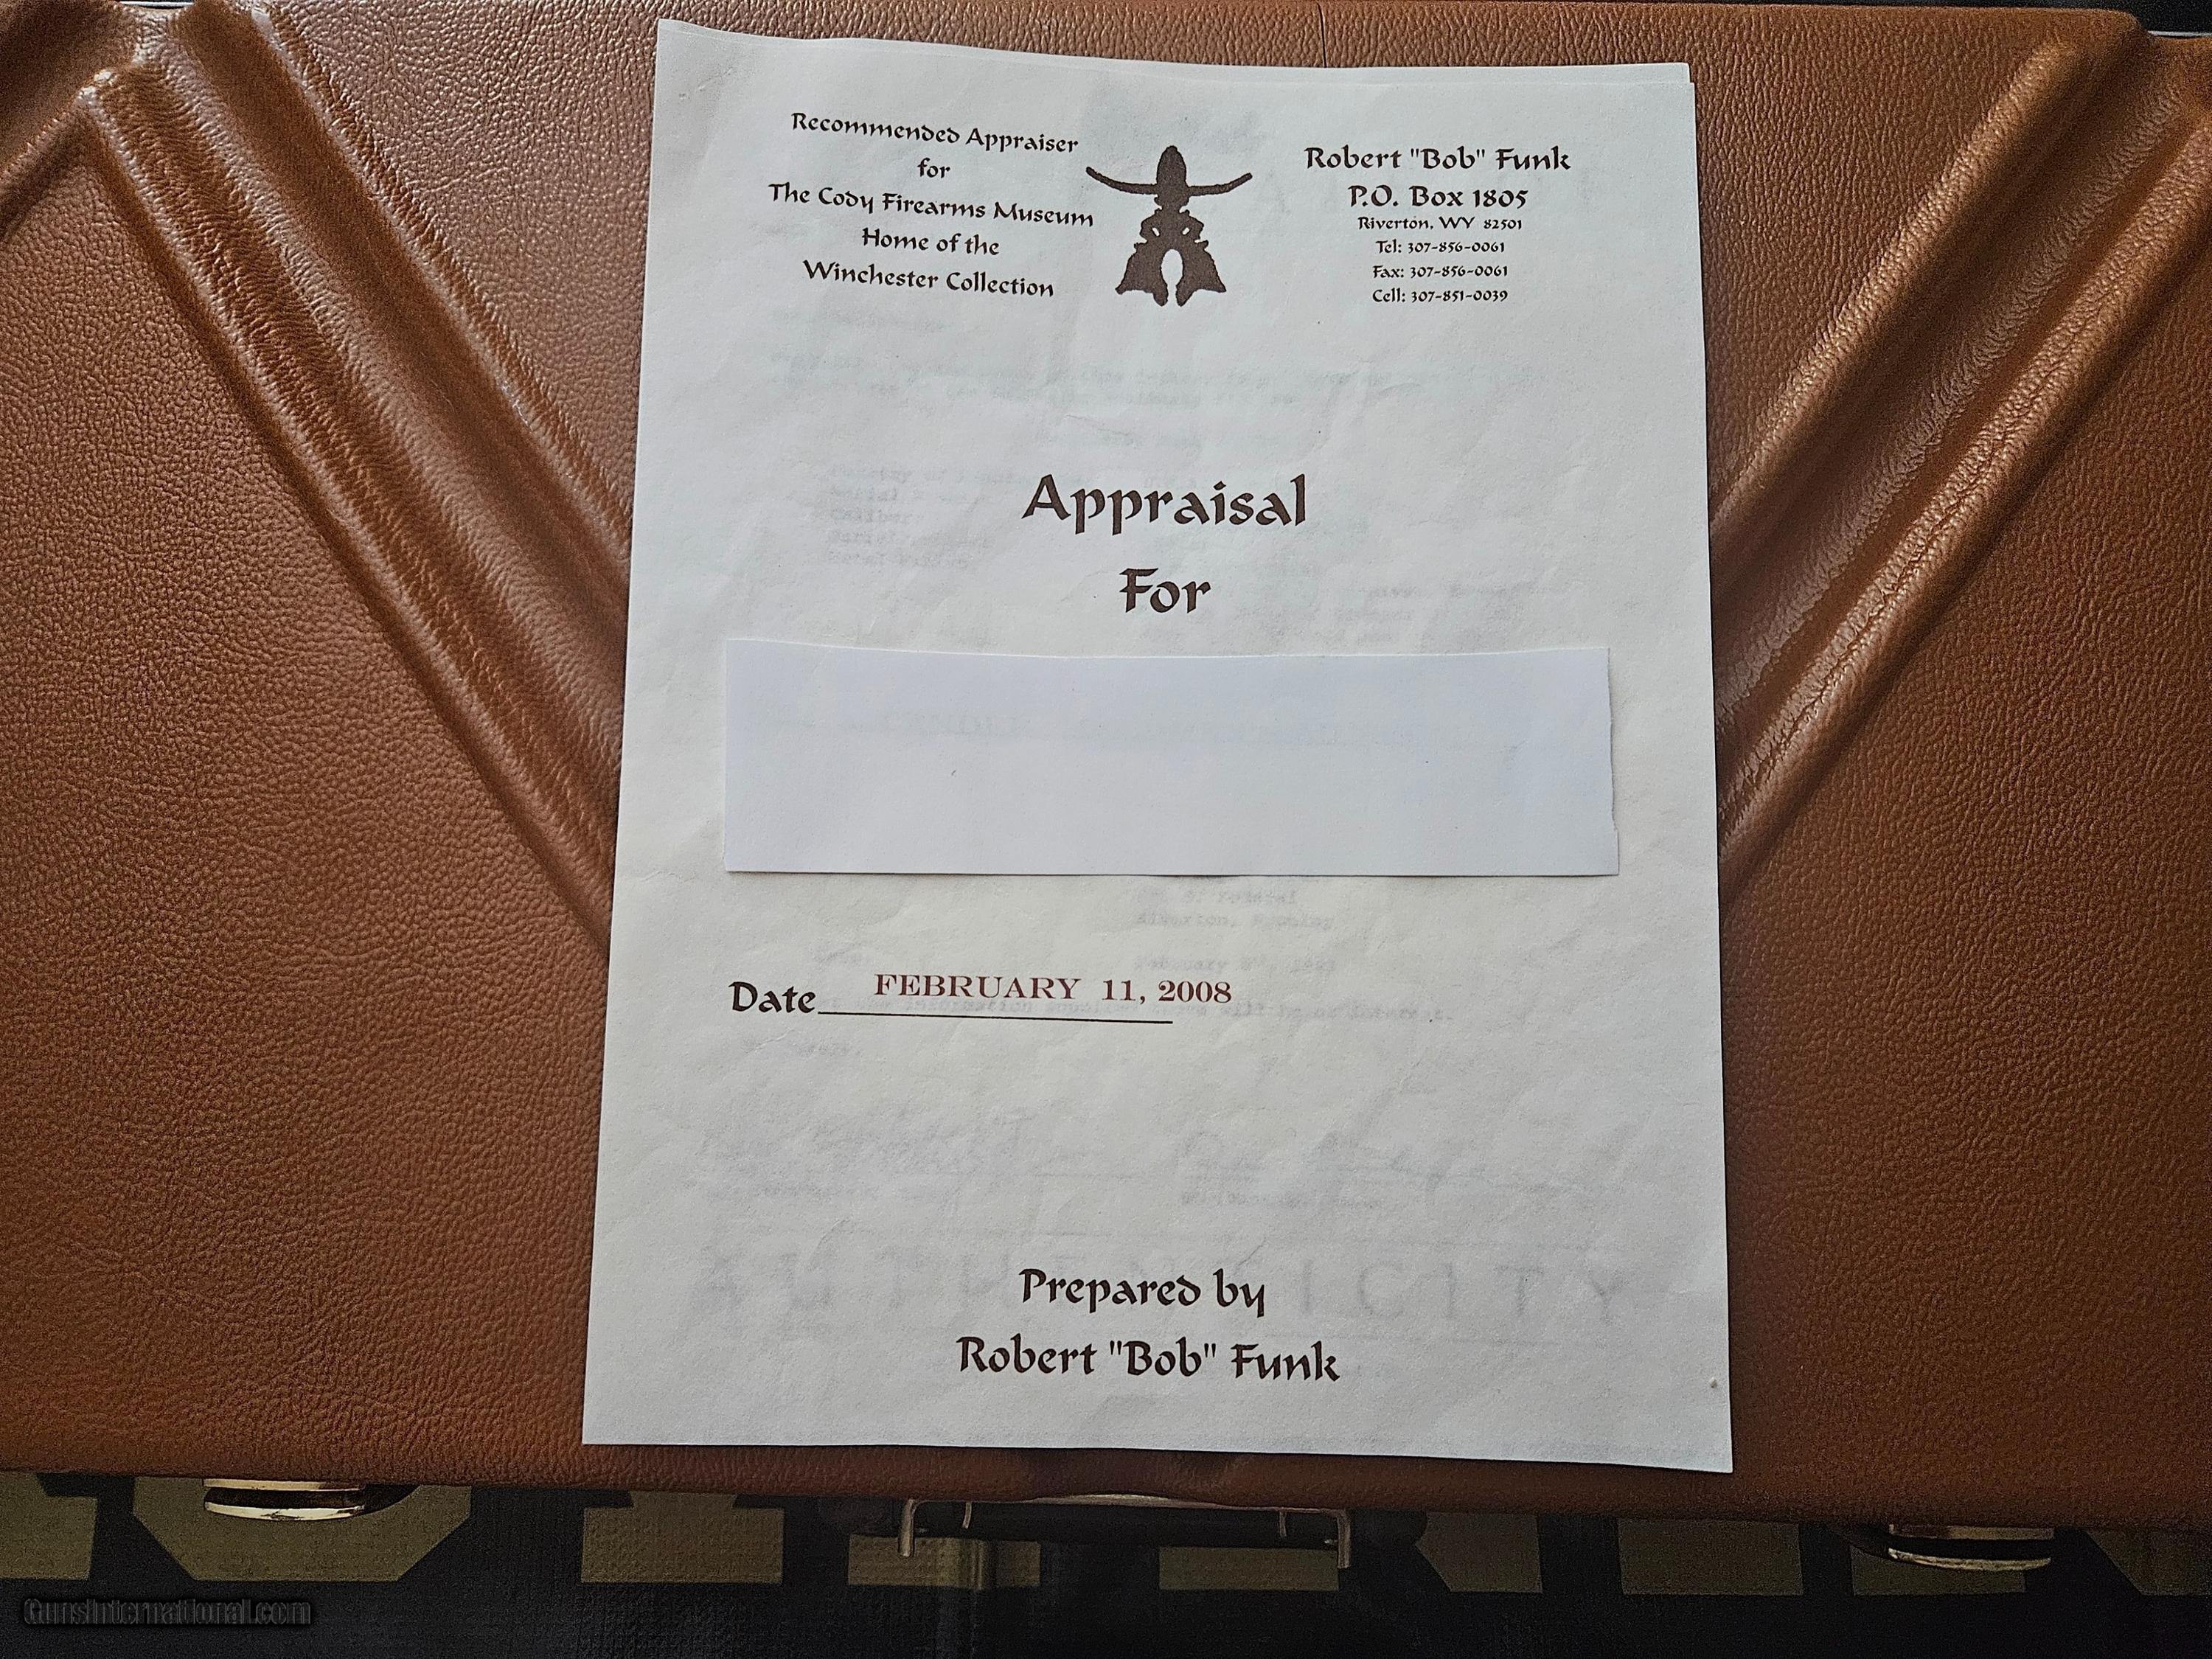 Recommended Appraiser
for
The Cody Firearms Museum
Home of the
Winchester Collection
Robert "Bob" Funk
P.O. Box 1805
Riverton, WY 82501
Tel: 307-856-0061
Fax: 307-856-0061
Cell: 307-851-0039
Appraisal
For
Date FEBRUARY 11, 2008
Prepared by
Robert "Bob" Funk
AUTHENTICITY
GunsInternational.com